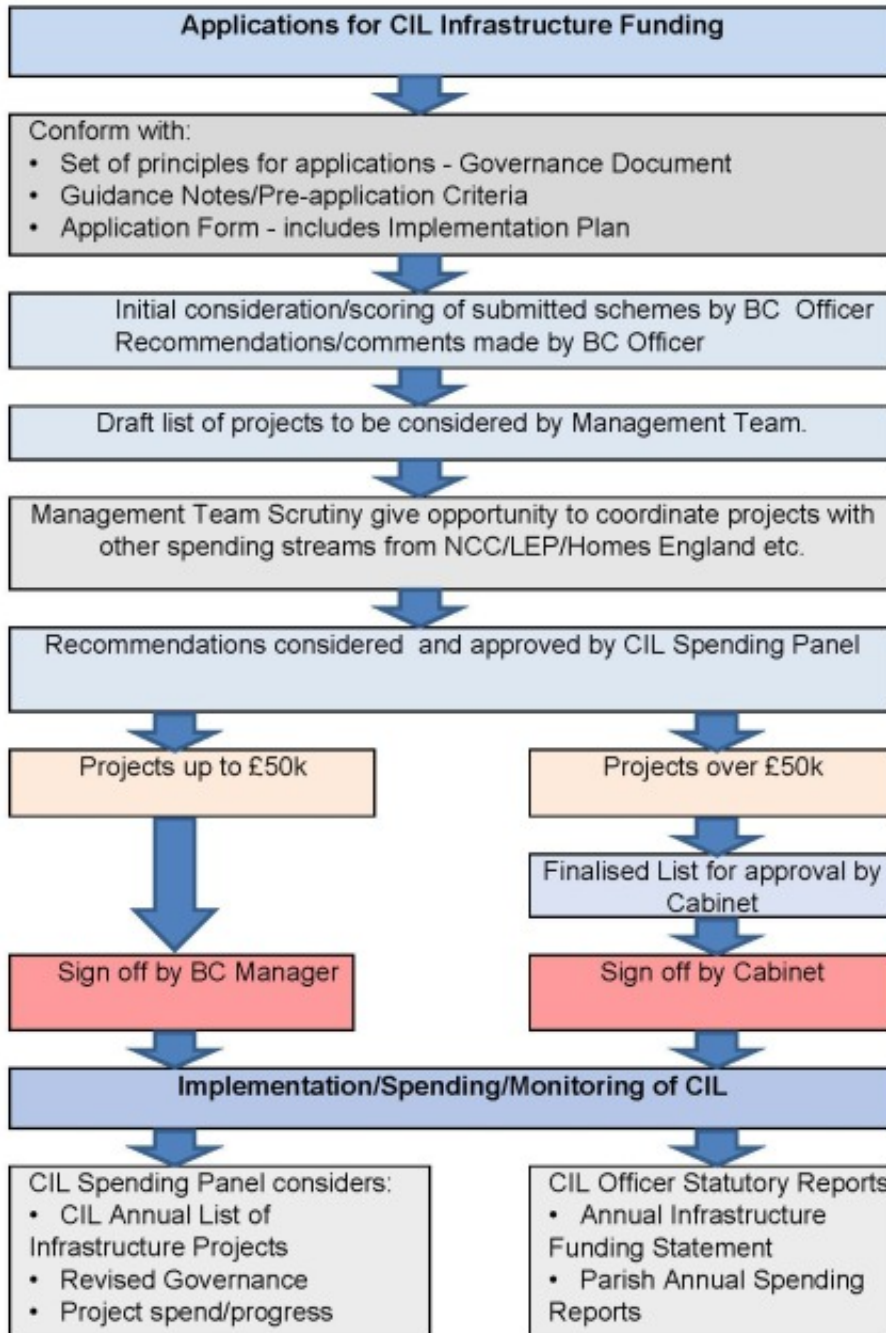 Applications for CIL Infrastructure Funding
Conform with:
• Set of principles for applications - Governance Document
• Guidance Notes/Pre-application Criteria
• Application Form - includes Implementation Plan
Initial consideration/scoring of submitted schemes by BC Officer
Recommendations/comments made by BC Officer
Draft list of projects to be considered by Management Team.
Management Team Scrutiny give opportunity to coordinate projects with
other spending streams from NCC/LEP/Homes England etc.
Recommendations considered and approved by CIL Spending Panel
Projects up to £50k
Projects over £50k
Finalised List for approval by
Cabinet
Sign off by BC Manager
Sign off by Cabinet
Implementation/Spending/Monitoring of CIL
CIL Spending Panel considers:
• CIL Annual List of
Infrastructure Projects
• Revised Governance
• Project spend/progress
CIL Officer Statutory Reports
• Annual Infrastructure
Funding Statement
• Parish Annual Spending
Reports